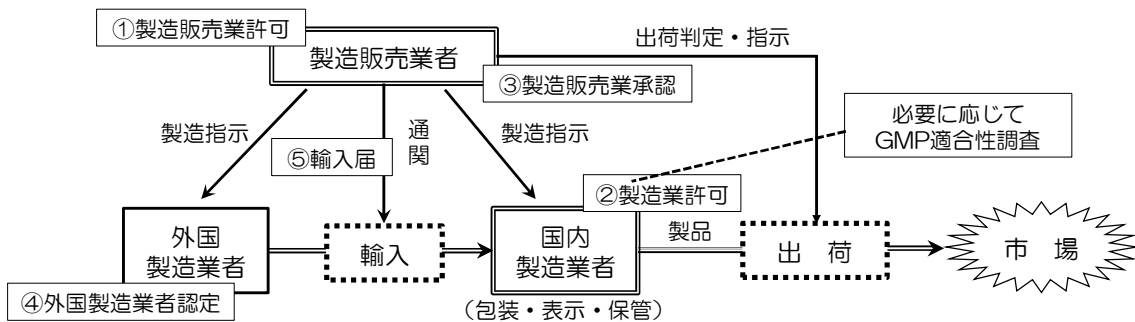 ①製造販売業許可
製造販売業者
出荷判定・指示
③製造販売業承認
必要に応じて
GMP適合性調査
製造指示
通関
製造指示
⑤輸入届
②製造業許可
外国
製造業者
輸入
国内
製造業者
製品
出 荷
市 場
④外国製造業者認定
（包装・表示・保管）